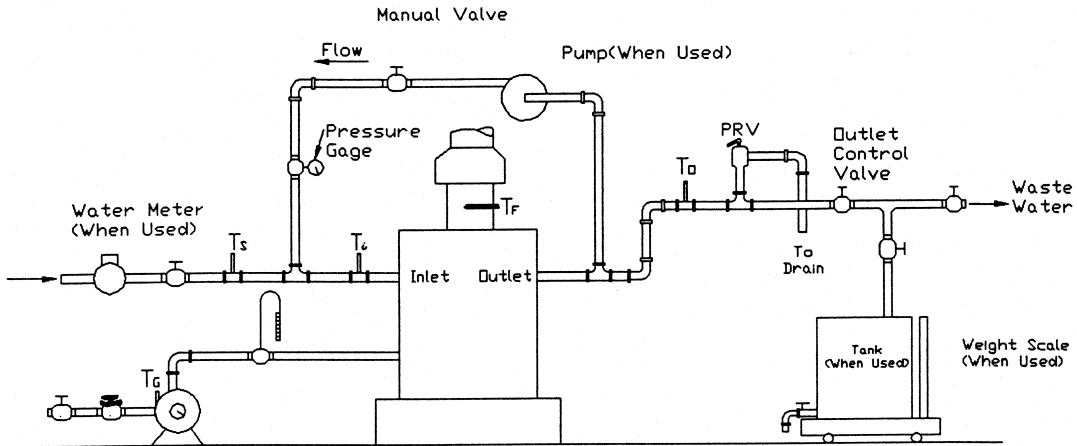 Manual Valve
Flow
Pump(When Used)
Pressure
Gage
PRV
Outlet
Control
Valve
To
TF
Waste
Water
Water Meter
(When Used)
Ts
Ti
Inlet
Outlet
To
Drain
Tank
(When Used)
Weight Scale
(When Used)
TG